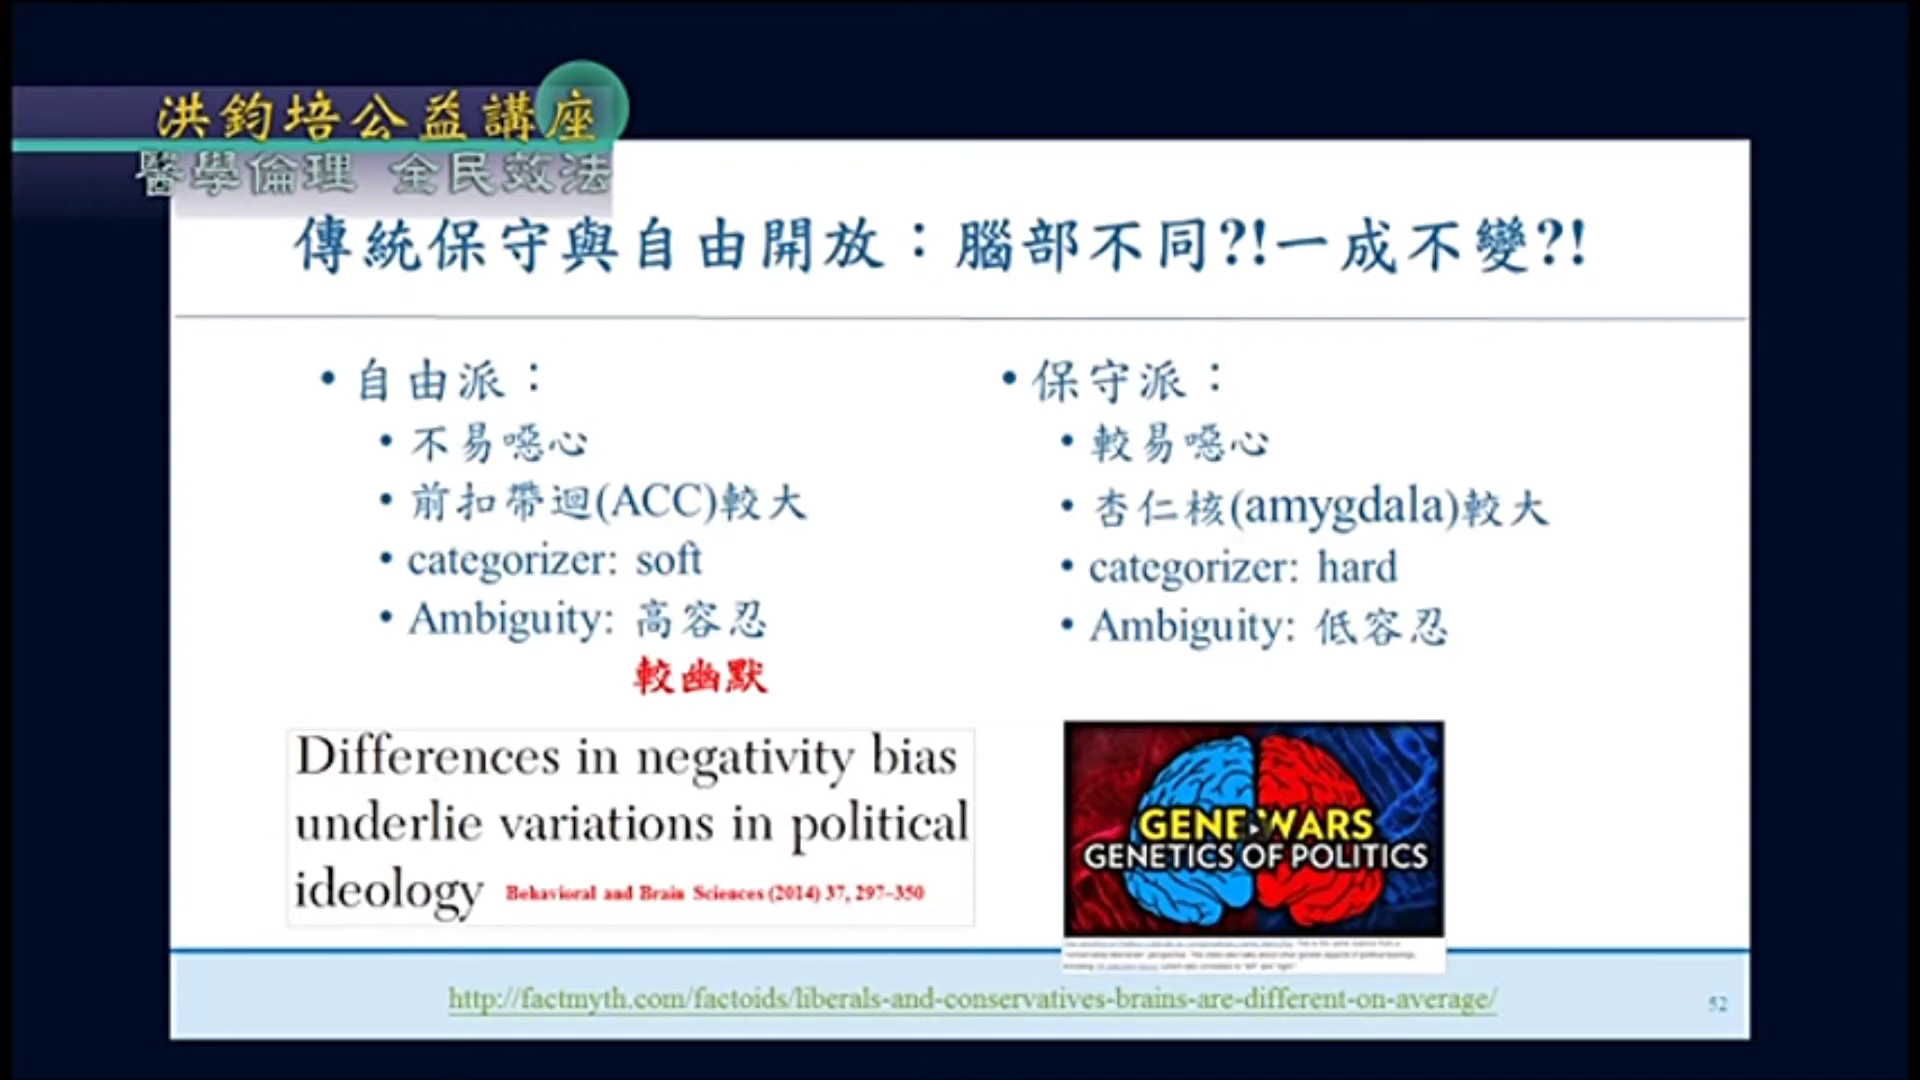 洪鈞培公益講座
醫學倫理 全民效法
傳統保守與自由開放：腦部不同?!一成不變?!
• 自由派：
• 不易噁心
• 前扣帶迴(ACC)較大
• categorizer: soft
• Ambiguity: 高容忍
較幽默
• 保守派：
• 較易噁心
• 杏仁核(amygdala)較大
• categorizer: hard
• Ambiguity: 低容忍
Differences in negativity bias
underlie variations in political
ideology Behavioral and Brain Sciences (2014) 37, 297–350
GENE WARS
GENETICS OF POLITICS
http://factmyth.com/factoids/liberals-and-conservatives-brains-are-different-on-average/
52